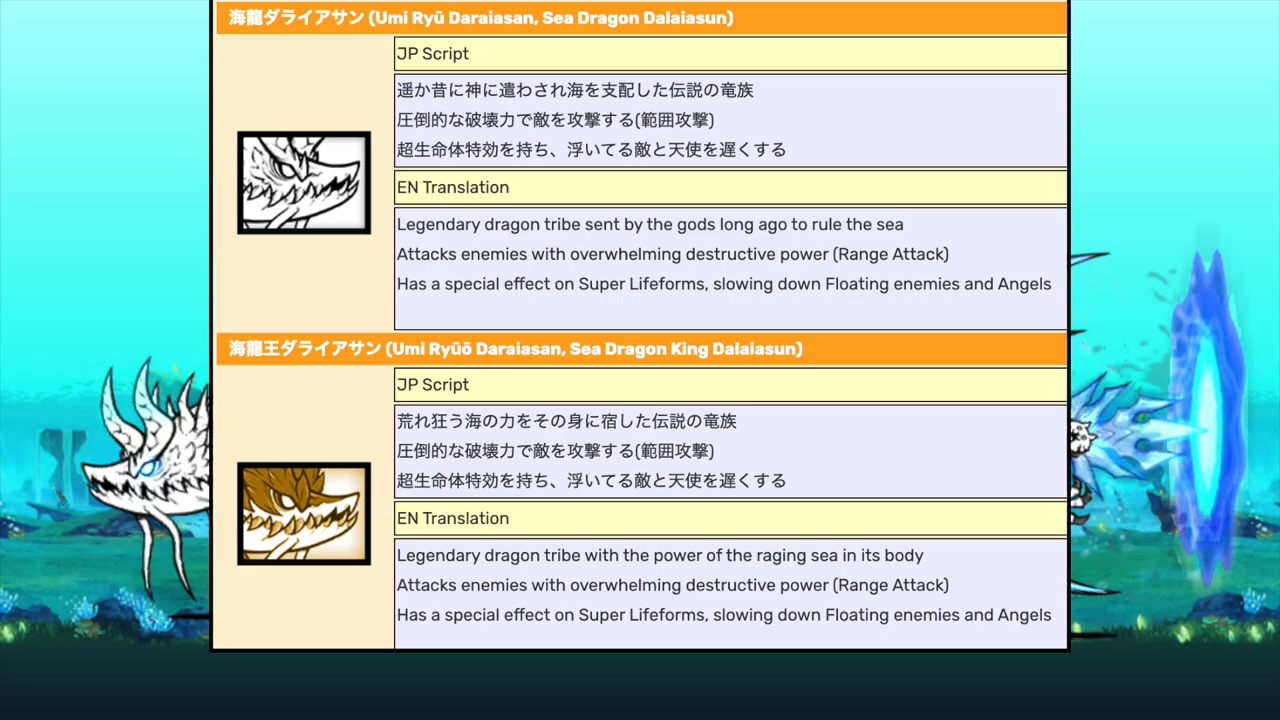 海龍ダライアサン (Umi Ryū Daraiasan, Sea Dragon Dalaiasun)
JP Script
遥か昔に神に遣わされ海を支配した伝説の竜族
圧倒的な破壊力で敵を攻撃する(範囲攻撃)
超生命体特効を持ち、浮いてる敵と天使を遅くする
EN Translation
Legendary dragon tribe sent by the gods long ago to rule the sea
Attacks enemies with overwhelming destructive power (Range Attack)
Has a special effect on Super Lifeforms, slowing down Floating enemies and Angels
海龍王ダライアサン (Umi Ryūō Daraiasan, Sea Dragon King Dalaiasun)
JP Script
荒れ狂う海の力をその身に宿した伝説の竜族
圧倒的な破壊力で敵を攻撃する(範囲攻撃)
超生命体特効を持ち、浮いてる敵と天使を遅くする
EN Translation
Legendary dragon tribe with the power of the raging sea in its body
Attacks enemies with overwhelming destructive power (Range Attack)
Has a special effect on Super Lifeforms, slowing down Floating enemies and Angels